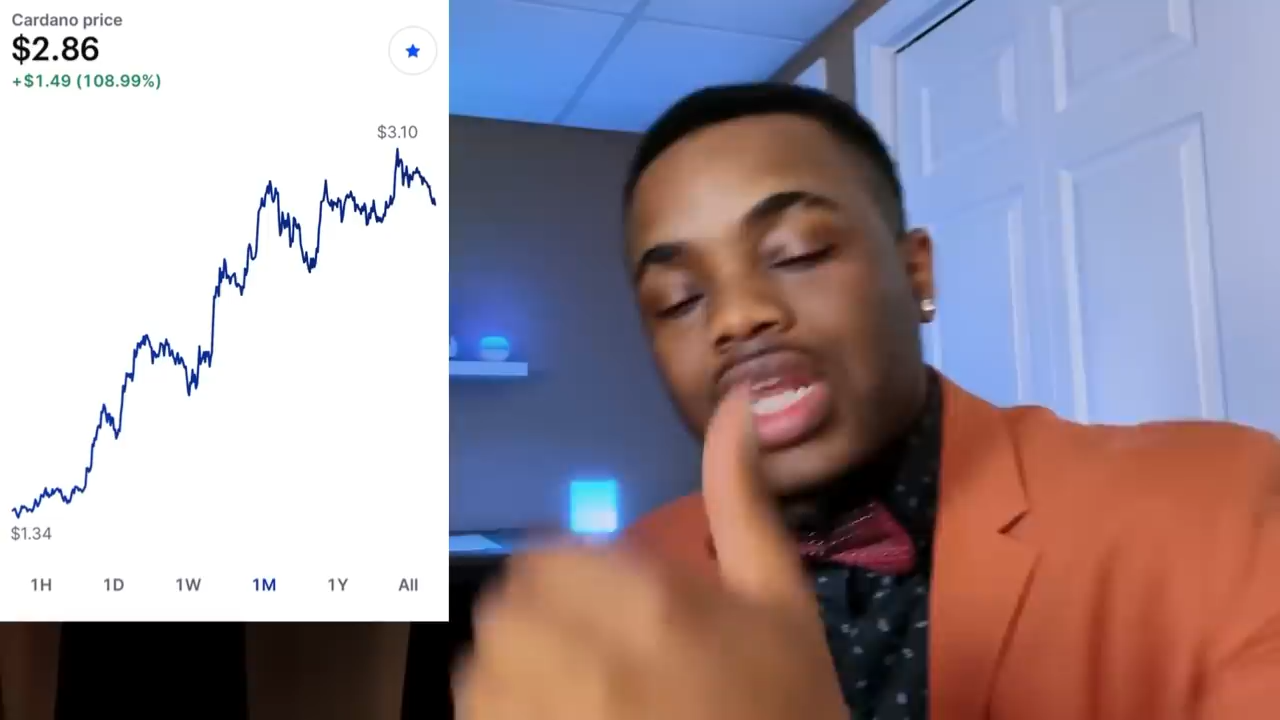 Cardano price
$2.86
+$1.49 (108.99%)
$3.10
$1.34
1H 1D 1W 1M 1Y All